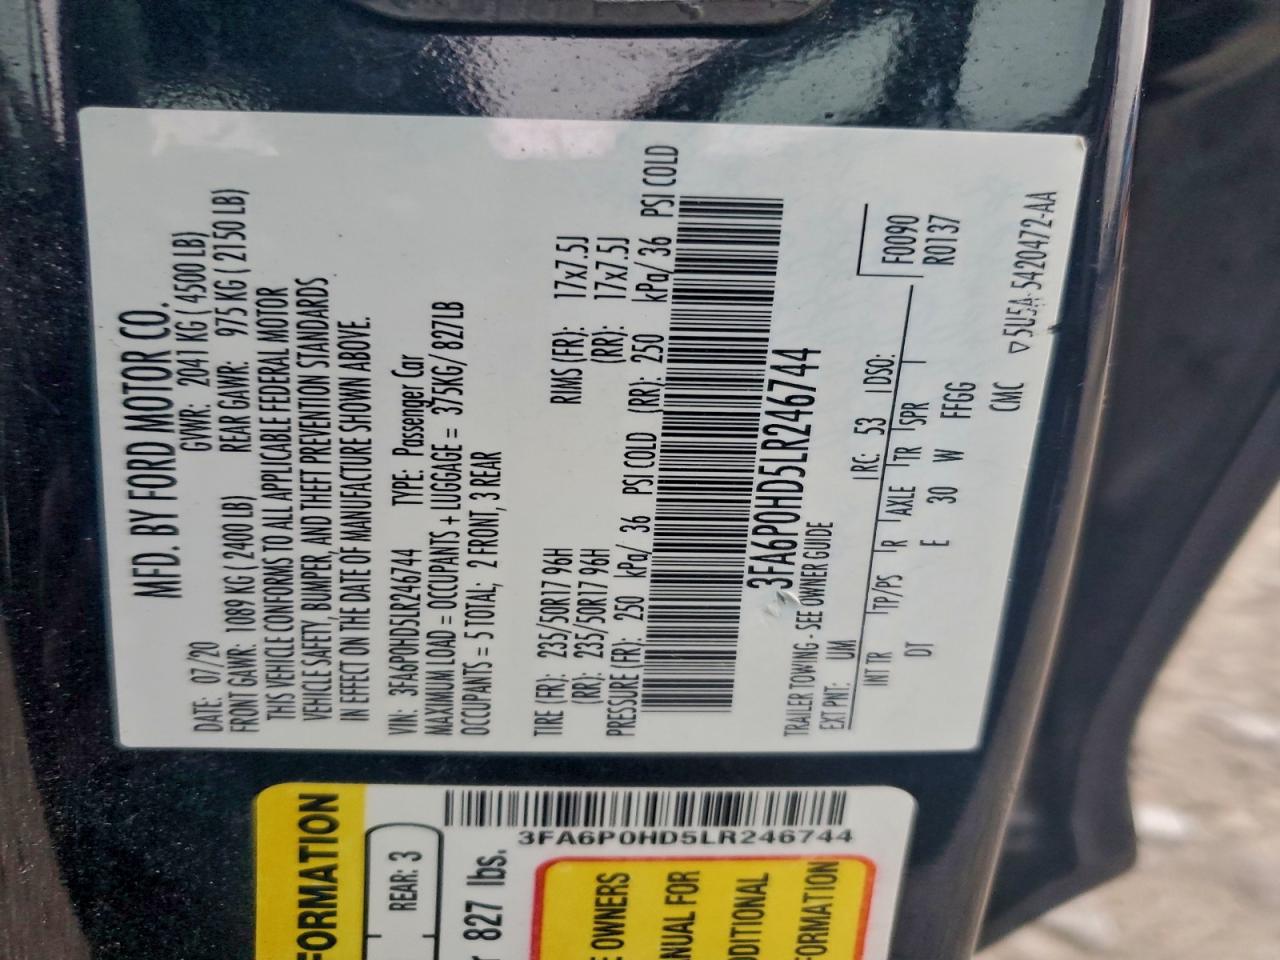 MFD. BY FORD MOTOR CO.
DATE: 07/20 GVWR: 2041 KG ( 4500 LB)
FRONT GAWR: 1089 KG ( 2400 LB) REAR GAWR: 975 KG ( 2150 LB)
THIS VEHICLE CONFORMS TO ALL APPLICABLE FEDERAL MOTOR
VEHICLE SAFETY, BUMPER, AND THEFT PREVENTION STANDARDS
IN EFFECT ON THE DATE OF MANUFACTURE SHOWN ABOVE.
VIN: 3FA6P0HD5LR246744 TYPE: Passenger Car
MAXIMUM LOAD = OCCUPANTS + LUGGAGE = 375KG/ 827LB
OCCUPANTS = 5 TOTAL; 2 FRONT, 3 REAR
TIRE (FR): 235/50R17 96H RIMS (FR): 17x7.5J
(RR): 235/50R17 96H (RR): 17x7.5J
PRESSURE (FR): 250 kPa/ 36 PSI COLD (RR): 250 kPa/ 36 PSI COLD
3FA6P0HD5LR246744
TRAILER TOWING - SEE OWNER GUIDE
EXT PNT: UM RC: 53 DSO:
INT TR TP/PS R AXLE TR SPR
DT E 30 W FFGG
F0090
R0137
CMC ▽5U5A-5420472-AA
FORMATION
REAR: 3
827 lbs.
3FA6P0HD5LR246744
OWNERS
ANUAL FOR
DDITIONAL
FORMATION